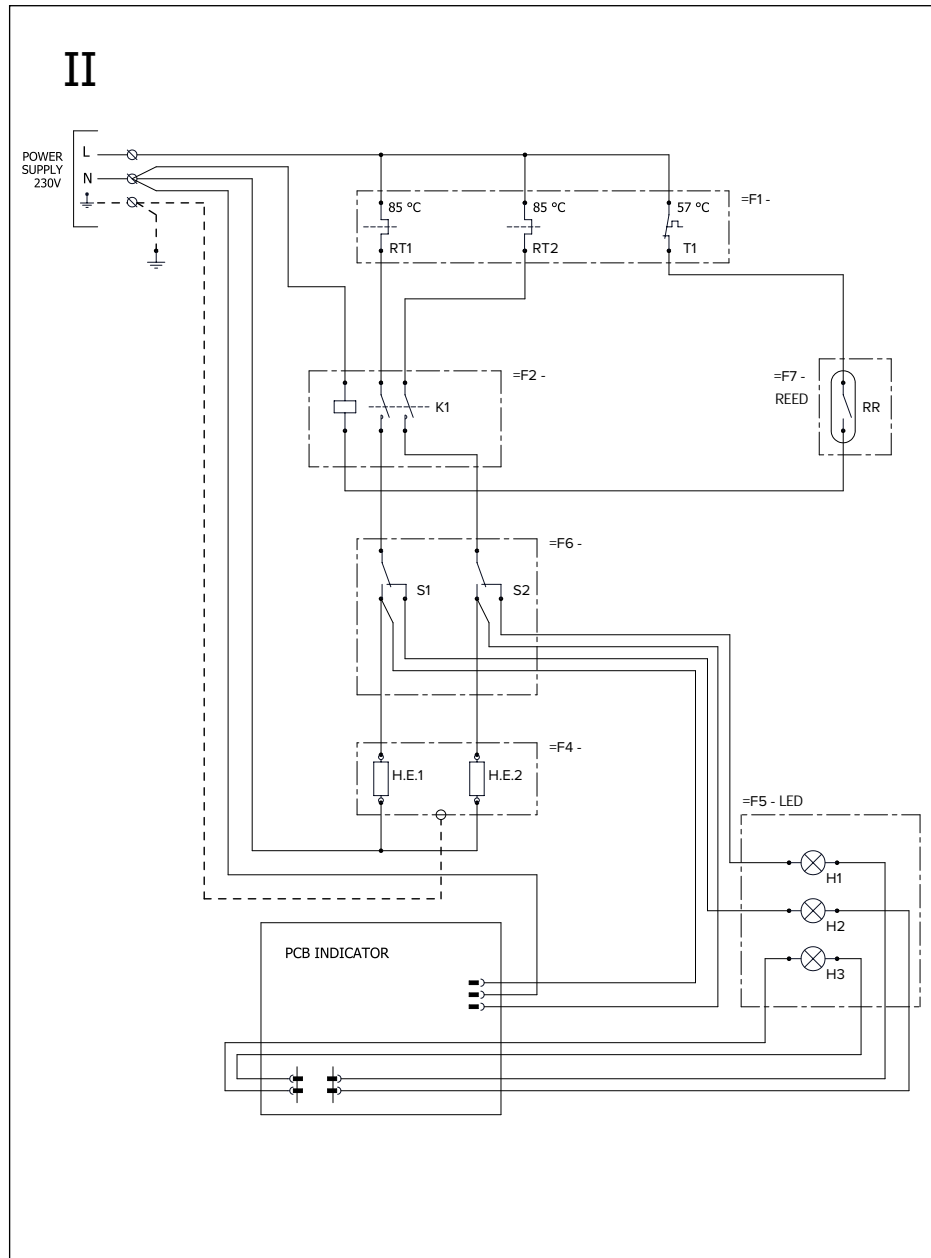 II
POWER
SUPPLY
230V
L
N
85 °C
85 °C
57 °C
=F1 -
RT1
RT2
T1
=F2 -
K1
=F7 -
REED
RR
=F6 -
S1
S2
=F4 -
H.E.1
H.E.2
=F5 - LED
H1
H2
H3
PCB INDICATOR